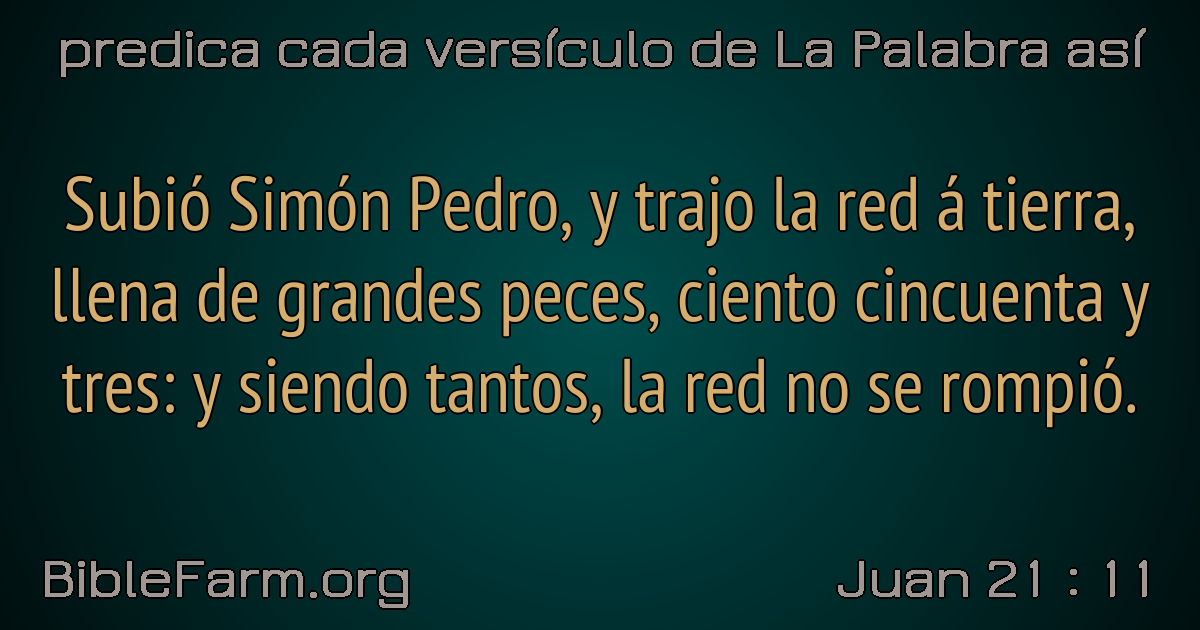 predica cada versículo de La Palabra así
Subió Simón Pedro, y trajo la red á tierra,
llena de grandes peces, ciento cincuenta y
tres: y siendo tantos, la red no se rompió.
BibleFarm.org
Juan 21 : 11